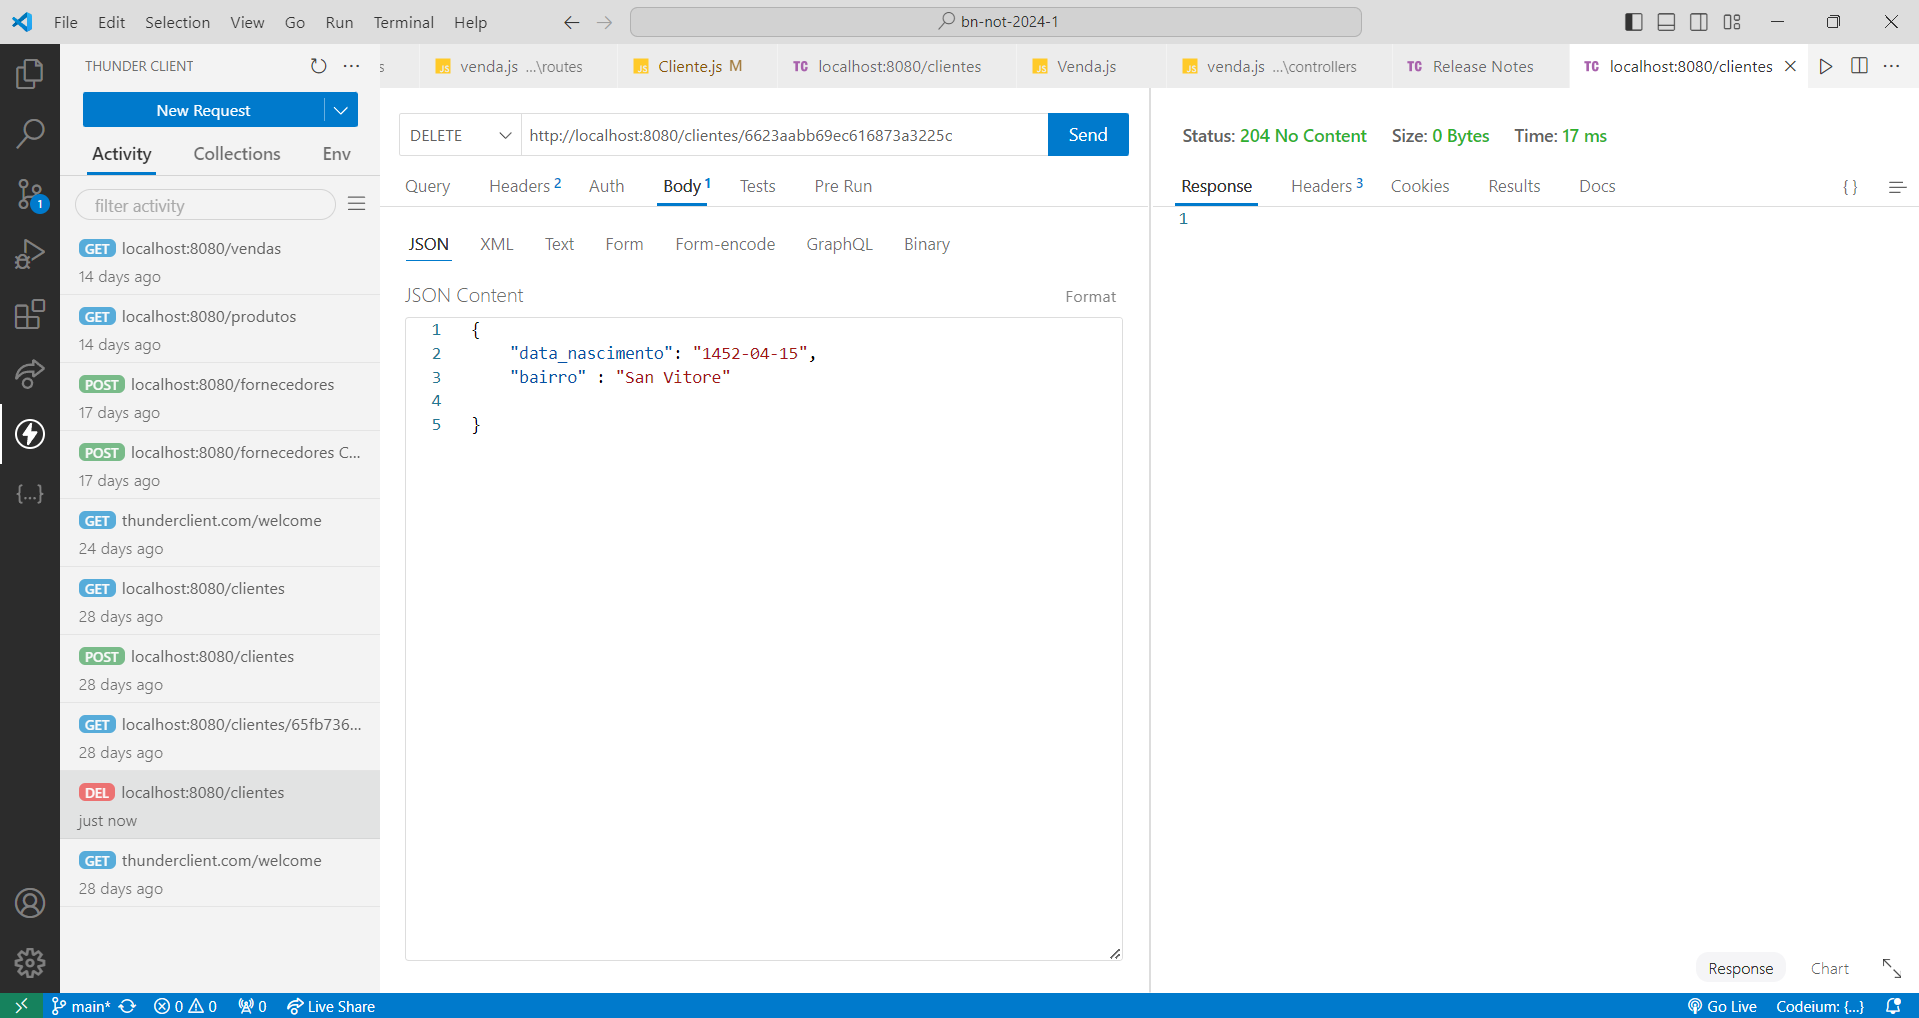 File Edit Selection View Go Run Terminal Help
bn-not-2024-1
THUNDER CLIENT
New Request
Activity Collections Env
filter activity
GET localhost:8080/vendas
14 days ago
GET localhost:8080/produtos
14 days ago
POST localhost:8080/fornecedores
17 days ago
POST localhost:8080/fornecedores C...
17 days ago
GET thunderclient.com/welcome
24 days ago
GET localhost:8080/clientes
28 days ago
POST localhost:8080/clientes
28 days ago
GET localhost:8080/clientes/65fb736...
28 days ago
DEL localhost:8080/clientes
just now
GET thunderclient.com/welcome
28 days ago
s JS venda.js ...\routes JS Cliente.js M TC localhost:8080/clientes JS Venda.js JS venda.js ...\controllers TC Release Notes TC localhost:8080/clientes
DELETE http://localhost:8080/clientes/6623aabb69ec616873a3225c Send
Query Headers 2 Auth Body 1 Tests Pre Run
JSON XML Text Form Form-encode GraphQL Binary
JSON Content Format
1 {
2 "data_nascimento": "1452-04-15",
3 "bairro" : "San Vitore"
4
5 }
Status: 204 No Content Size: 0 Bytes Time: 17 ms
Response Headers 3 Cookies Results Docs {}
1
Response Chart
{...}
1
main* 0 0 0 Live Share Go Live Codeium: {...}